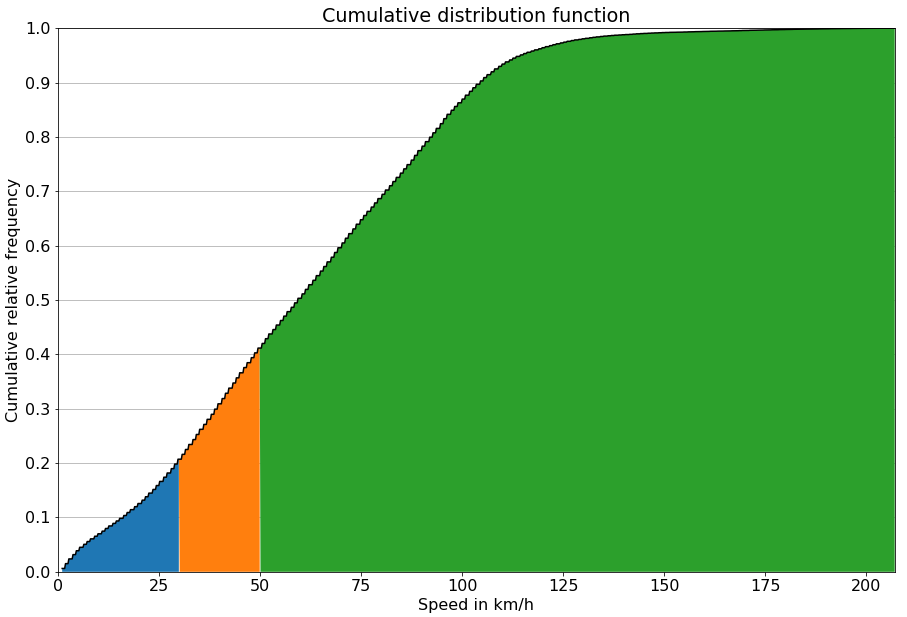 Cumulative distribution function
1.0
0.9
0.8
0.7
0.6
0.5
0.4
0.3
0.2
0.1
0.0
Cumulative relative frequency
0 25 50 75 100 125 150 175 200
Speed in km/h